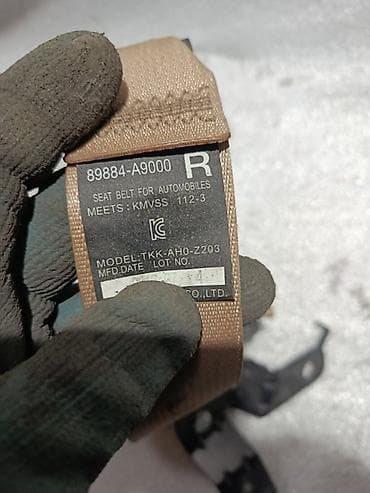 89884-A9000 R
SEAT BELT FOR AUTOMOBILES
MEETS : KMVSS 112-3
MODEL:TKK-AH0-Z203
MFD.DATE LOT NO.
CO.,LTD.